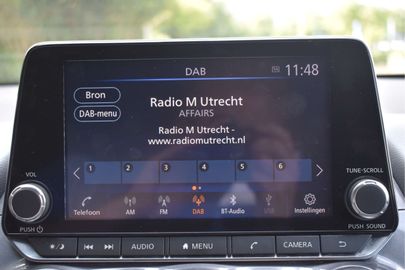 DAB
11:48
Bron
Radio M Utrecht
AFFAIRS
DAB-menu
Radio M Utrecht -
www.radiomutrecht.nl
1 2 3 4 5 6
Telefoon AM FM DAB BT-Audio USB Instellingen
VOL
TUNE·SCROLL
PUSH
PUSH SOUND
AUDIO MENU CAMERA